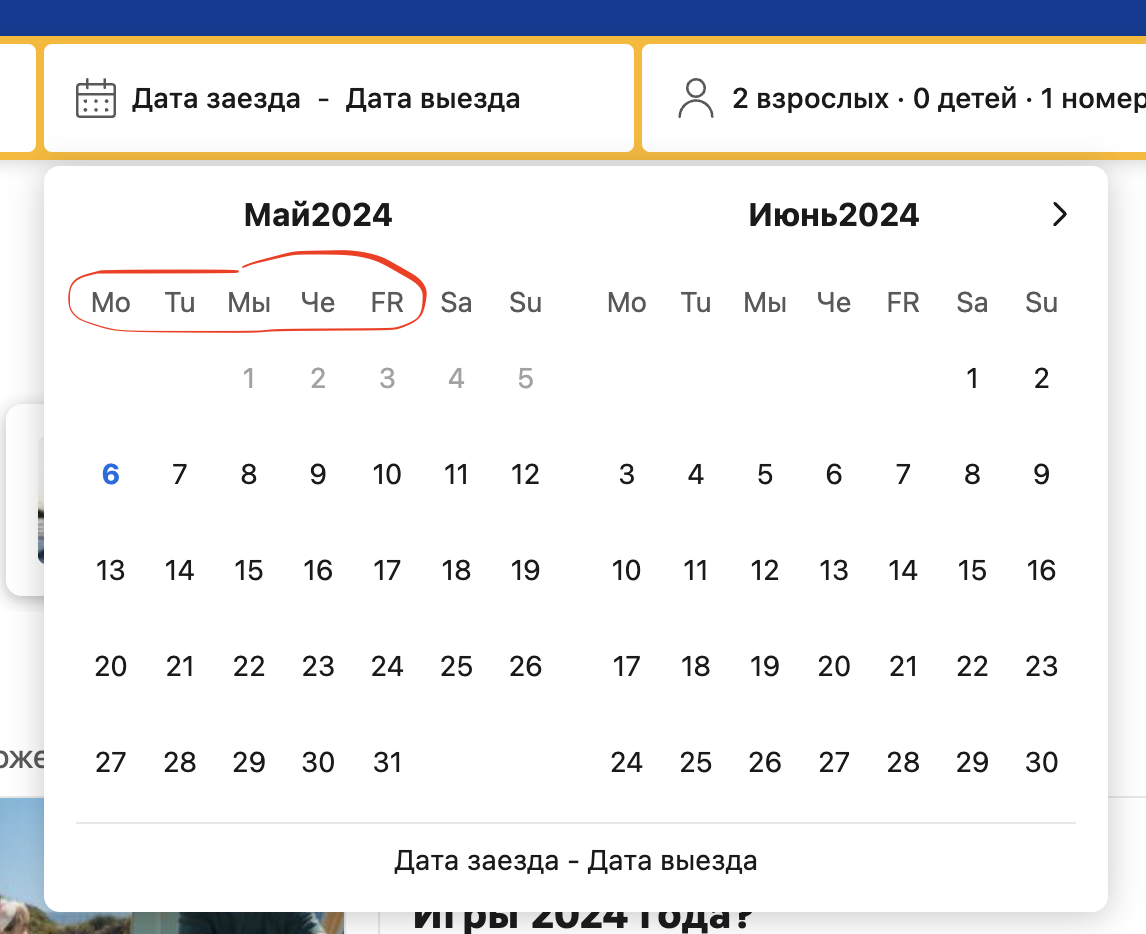 Дата заезда - Дата выезда
2 взрослых · 0 детей · 1 номер
Май2024
Июнь2024
Mo Tu Мы Че FR Sa Su
Mo Tu Мы Че FR Sa Su
1 2 3 4 5
1 2
6 7 8 9 10 11 12
3 4 5 6 7 8 9
13 14 15 16 17 18 19
10 11 12 13 14 15 16
20 21 22 23 24 25 26
17 18 19 20 21 22 23
27 28 29 30 31
24 25 26 27 28 29 30
Дата заезда - Дата выезда
Игры 2024 года?